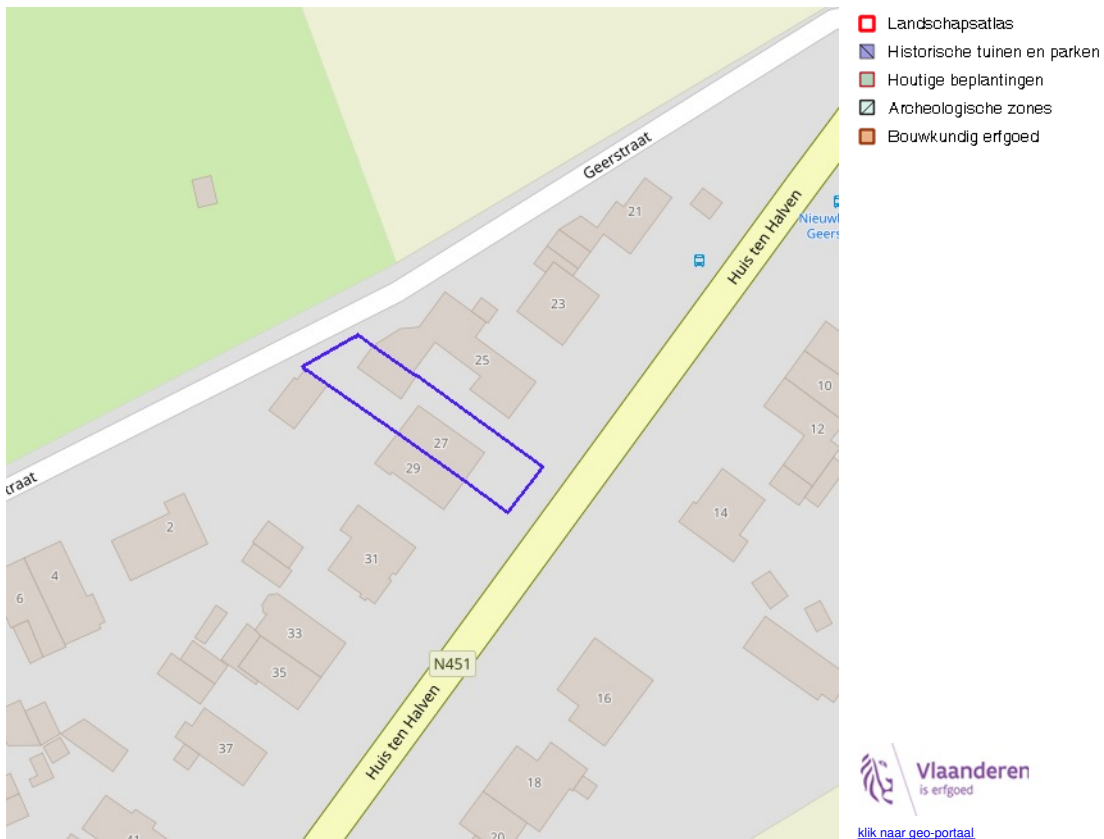 Landschapsatlas
Historische tuinen en parken
Houtige beplantingen
Archeologische zones
Bouwkundig erfgoed
Geerstraat
Huis ten Halven
21
23
25
10
12
27
29
14
traat
2
31
4
6
33
35
N451
16
Huis ten Halven
37
18
20
Vlaanderen
is erfgoed
klik naar geo-portaal